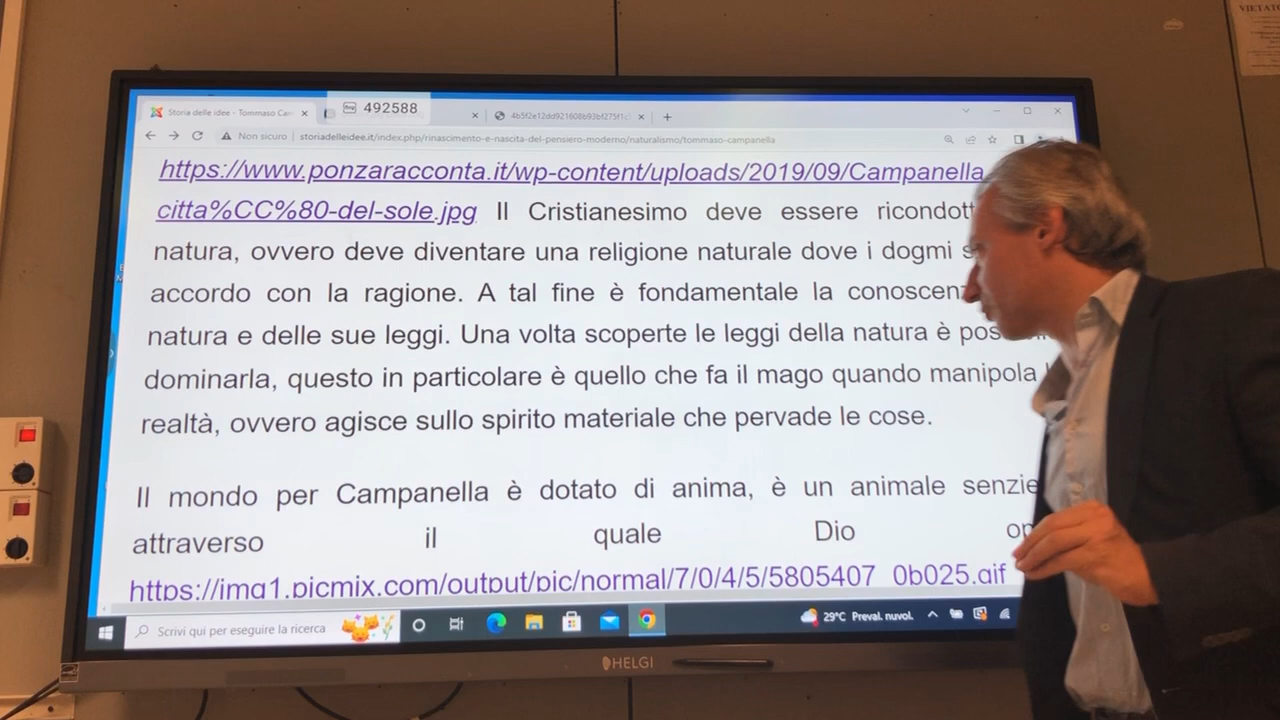 VIETATO
Storia delle idee - Tommaso Cam
492588
4b5f2e12dd921608b93bf275f1c
Non sicuro
storiadelleidee.it/index.php/rinascimento-e-nascita-del-pensiero-moderno/naturalismo/tommaso-campanella
https://www.ponzaracconta.it/wp-content/uploads/2019/09/Campanella
citta%CC%80-del-sole.jpg Il Cristianesimo deve essere ricondott
natura, ovvero deve diventare una religione naturale dove i dogmi s
accordo con la ragione. A tal fine è fondamentale la conoscen
natura e delle sue leggi. Una volta scoperte le leggi della natura è pos
dominarla, questo in particolare è quello che fa il mago quando manipola
realtà, ovvero agisce sullo spirito materiale che pervade le cose.
Il mondo per Campanella è dotato di anima, è un animale senzie
attraverso il quale Dio op
https://img1.picmix.com/output/pic/normal/7/0/4/5/5805407_0b025.gif
Scrivi qui per eseguire la ricerca
29°C Preval. nuvol.
HELGI